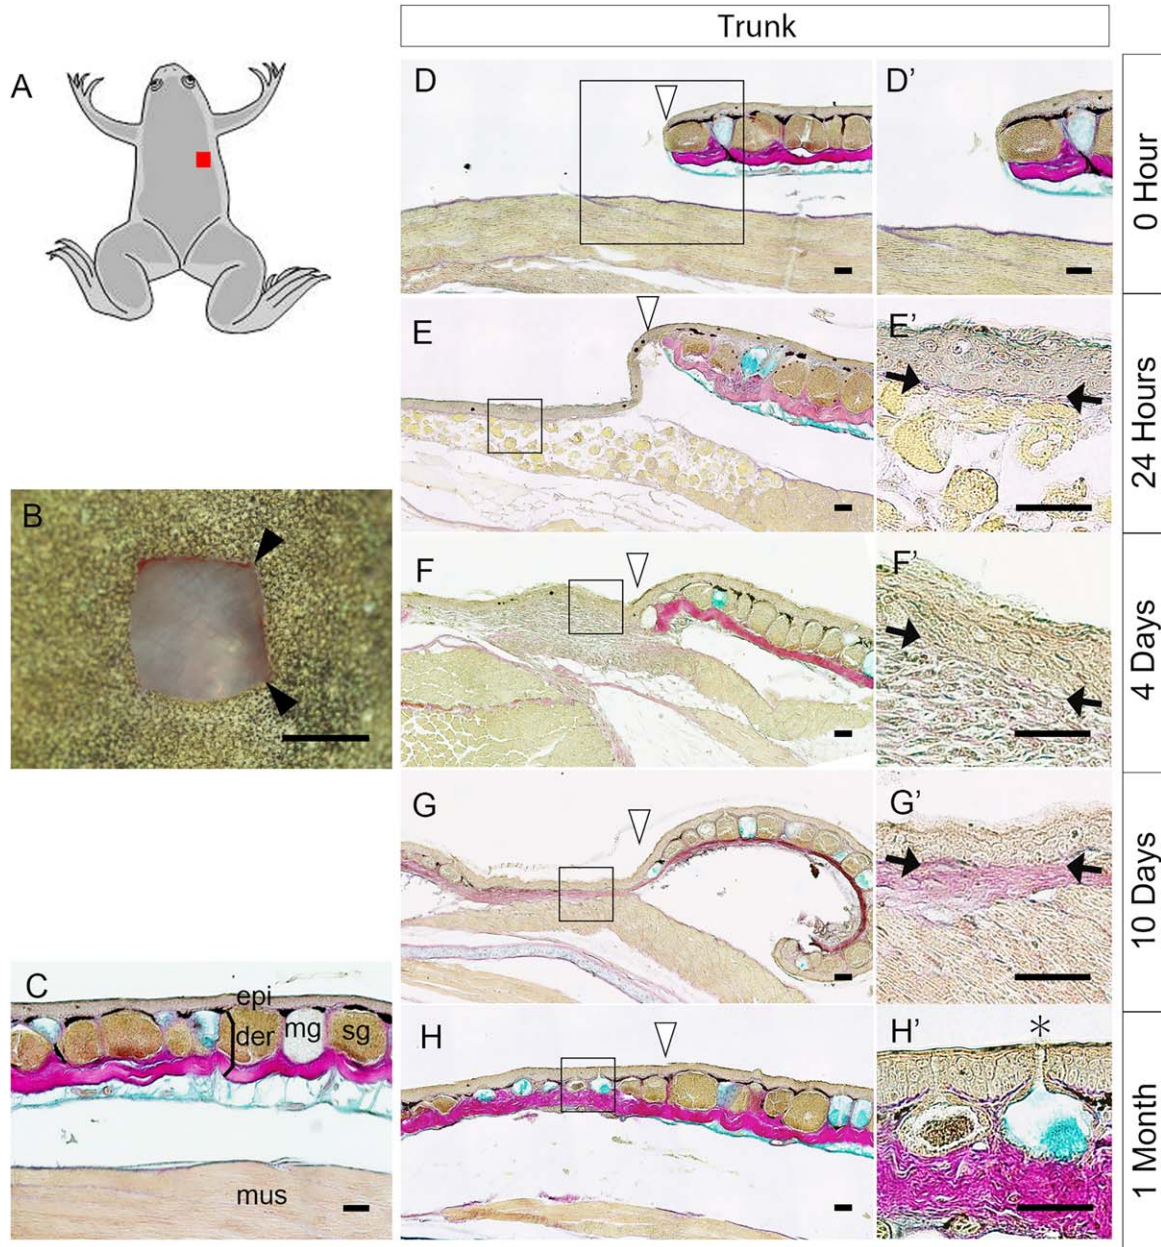 Trunk
A
D
D'
0 Hour
E
E'
24 Hours
B
F
F'
4 Days
G
G'
10 Days
C
epi
der
mg
sg
mus
H
H'
*
1 Month